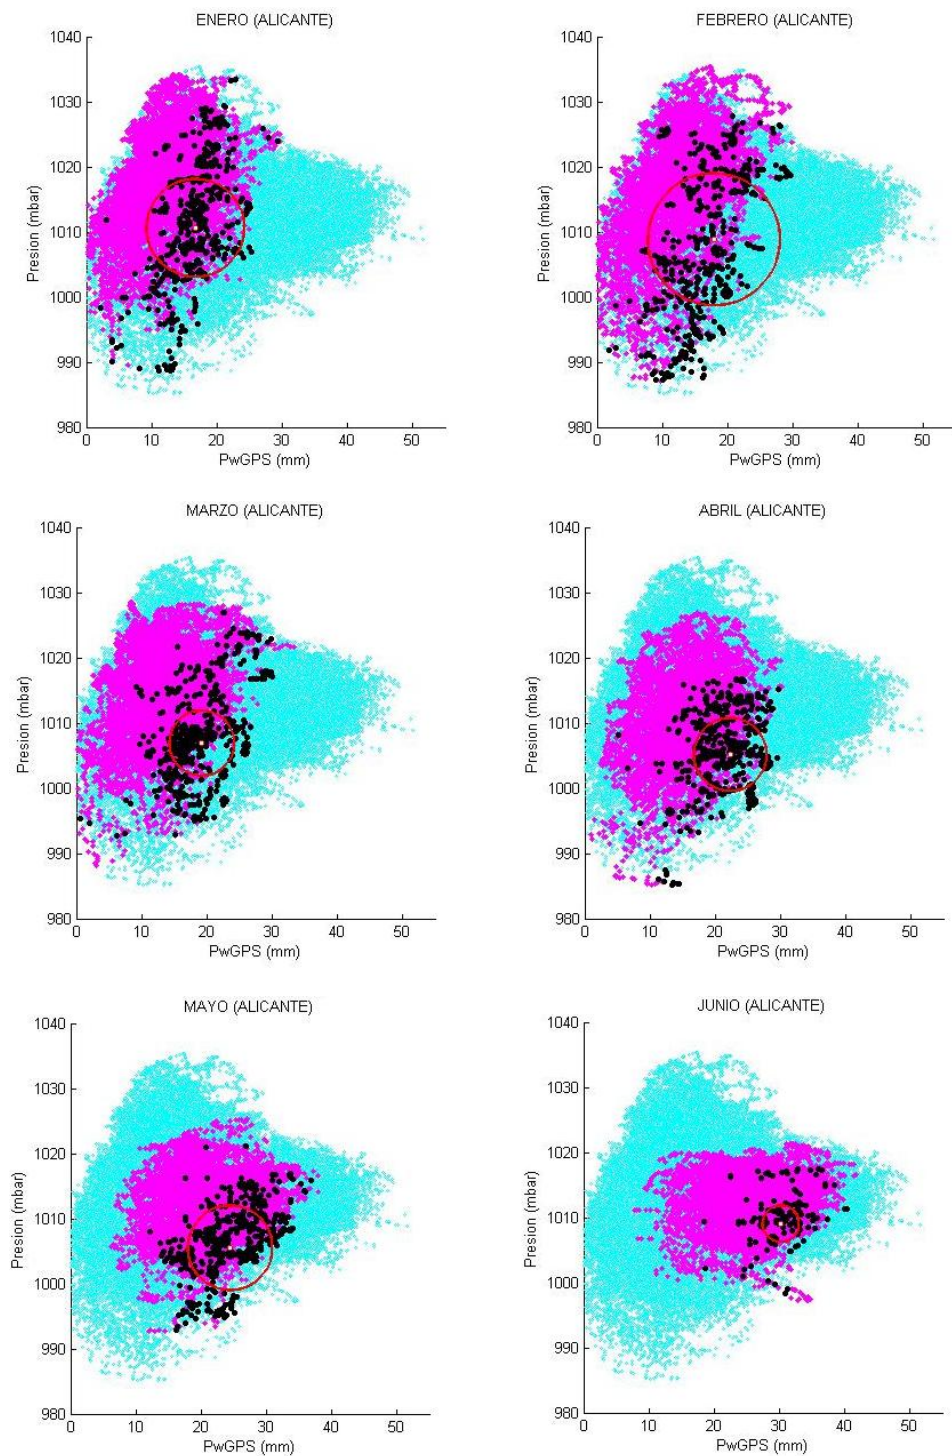 ENERO (ALICANTE)
1040
1030
1020
1010
1000
990
980
Presion (mbar)
0 10 20 30 40 50
PwGPS (mm)
FEBRERO (ALICANTE)
1040
1030
1020
1010
1000
990
980
Presion (mbar)
0 10 20 30 40 50
PwGPS (mm)
MARZO (ALICANTE)
1040
1030
1020
1010
1000
990
980
Presion (mbar)
0 10 20 30 40 50
PwGPS (mm)
ABRIL (ALICANTE)
1040
1030
1020
1010
1000
990
980
Presion (mbar)
0 10 20 30 40 50
PwGPS (mm)
MAYO (ALICANTE)
1040
1030
1020
1010
1000
990
980
Presion (mbar)
0 10 20 30 40 50
PwGPS (mm)
JUNIO (ALICANTE)
1040
1030
1020
1010
1000
990
980
Presion (mbar)
0 10 20 30 40 50
PwGPS (mm)